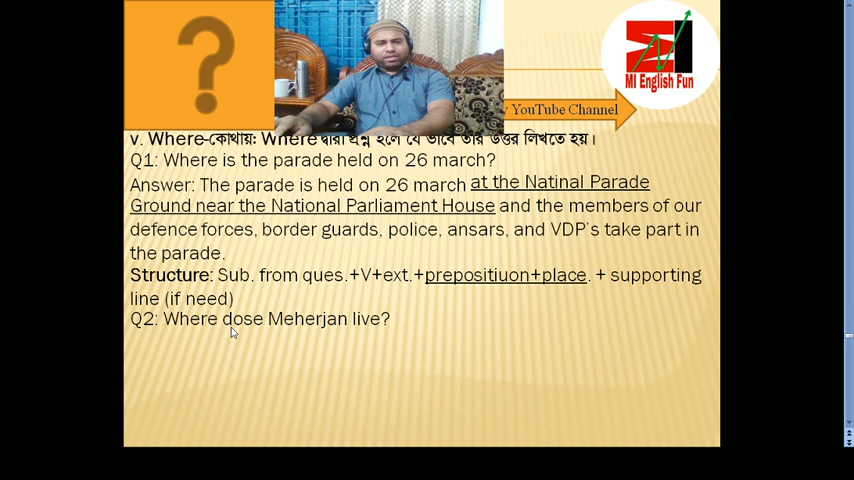 ?
MI English Fun
y YouTube Channel
v. Where-কোথায়: Where দ্বারা প্রশ্ন হলে যে ভাবে তার উত্তর লিখতে হয়।
Q1: Where is the parade held on 26 march?
Answer: The parade is held on 26 march at the Natinal Parade
Ground near the National Parliament House and the members of our
defence forces, border guards, police, ansars, and VDP's take part in
the parade.
Structure: Sub. from ques.+V+ext.+prepositiuon+place. + supporting
line (if need)
Q2: Where dose Meherjan live?